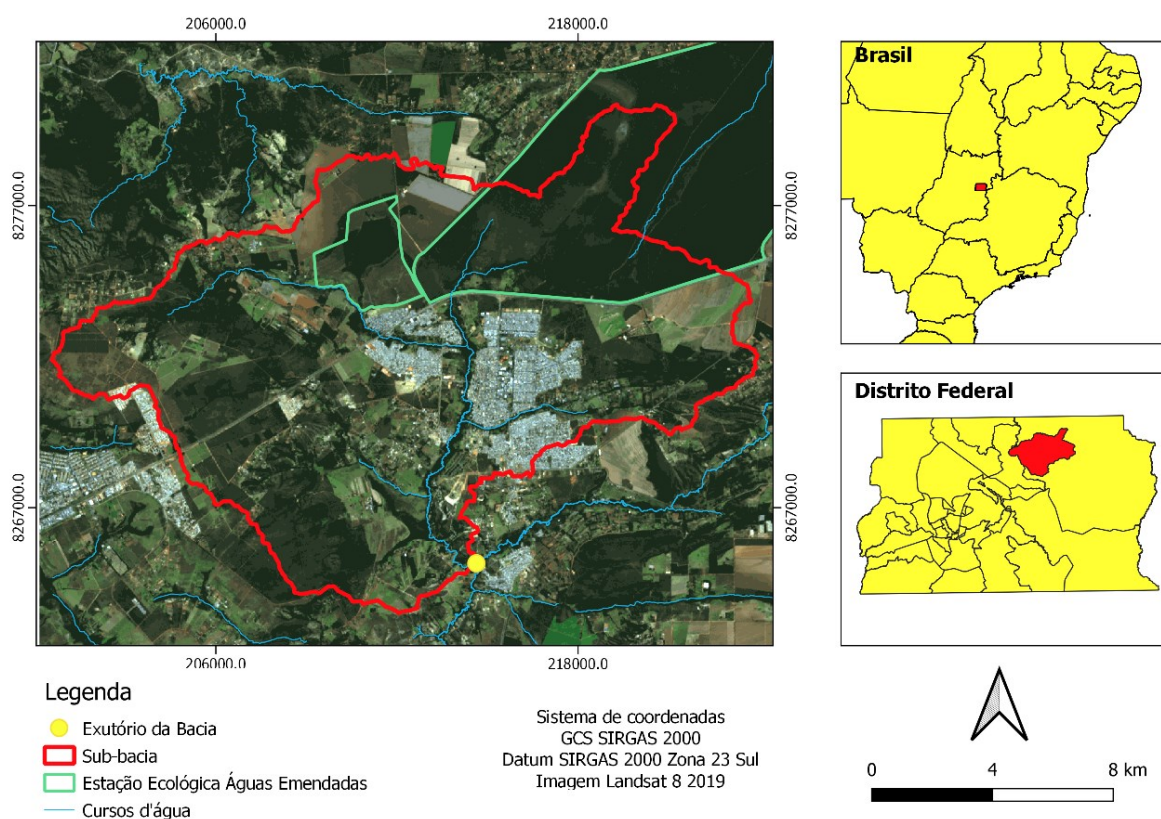 206000.0
218000.0
8277000.0
8277000.0
8267000.0
8267000.0
206000.0
218000.0
Brasil
Distrito Federal
Legenda
Exutório da Bacia
Sub-bacia
Estação Ecológica Águas Emendadas
Cursos d'água
Sistema de coordenadas
GCS SIRGAS 2000
Datum SIRGAS 2000 Zona 23 Sul
Imagem Landsat 8 2019
0 4 8 km